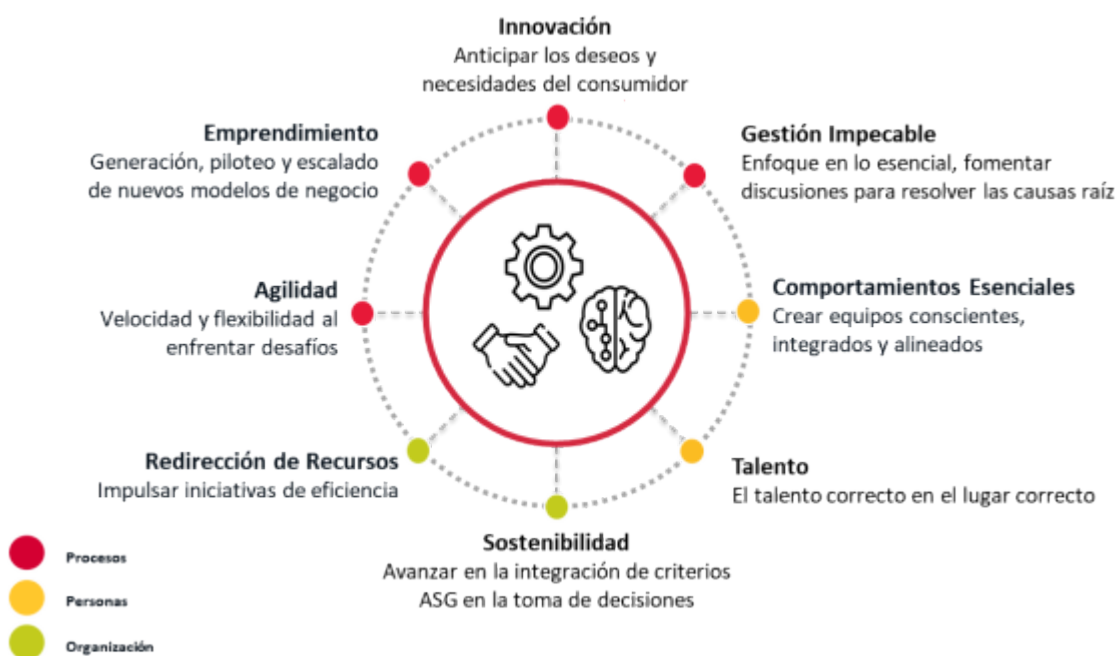 Innovación
Anticipar los deseos y
necesidades del consumidor
Emprendimiento
Generación, piloteo y escalado
de nuevos modelos de negocio
Gestión Impecable
Enfoque en lo esencial, fomentar
discusiones para resolver las causas raíz
Agilidad
Velocidad y flexibilidad al
enfrentar desafíos
Comportamientos Esenciales
Crear equipos conscientes,
integrados y alineados
Redirección de Recursos
Impulsar iniciativas de eficiencia
Talento
El talento correcto en el lugar correcto
Sostenibilidad
Avanzar en la integración de criterios
ASG en la toma de decisiones
Procesos
Personas
Organización